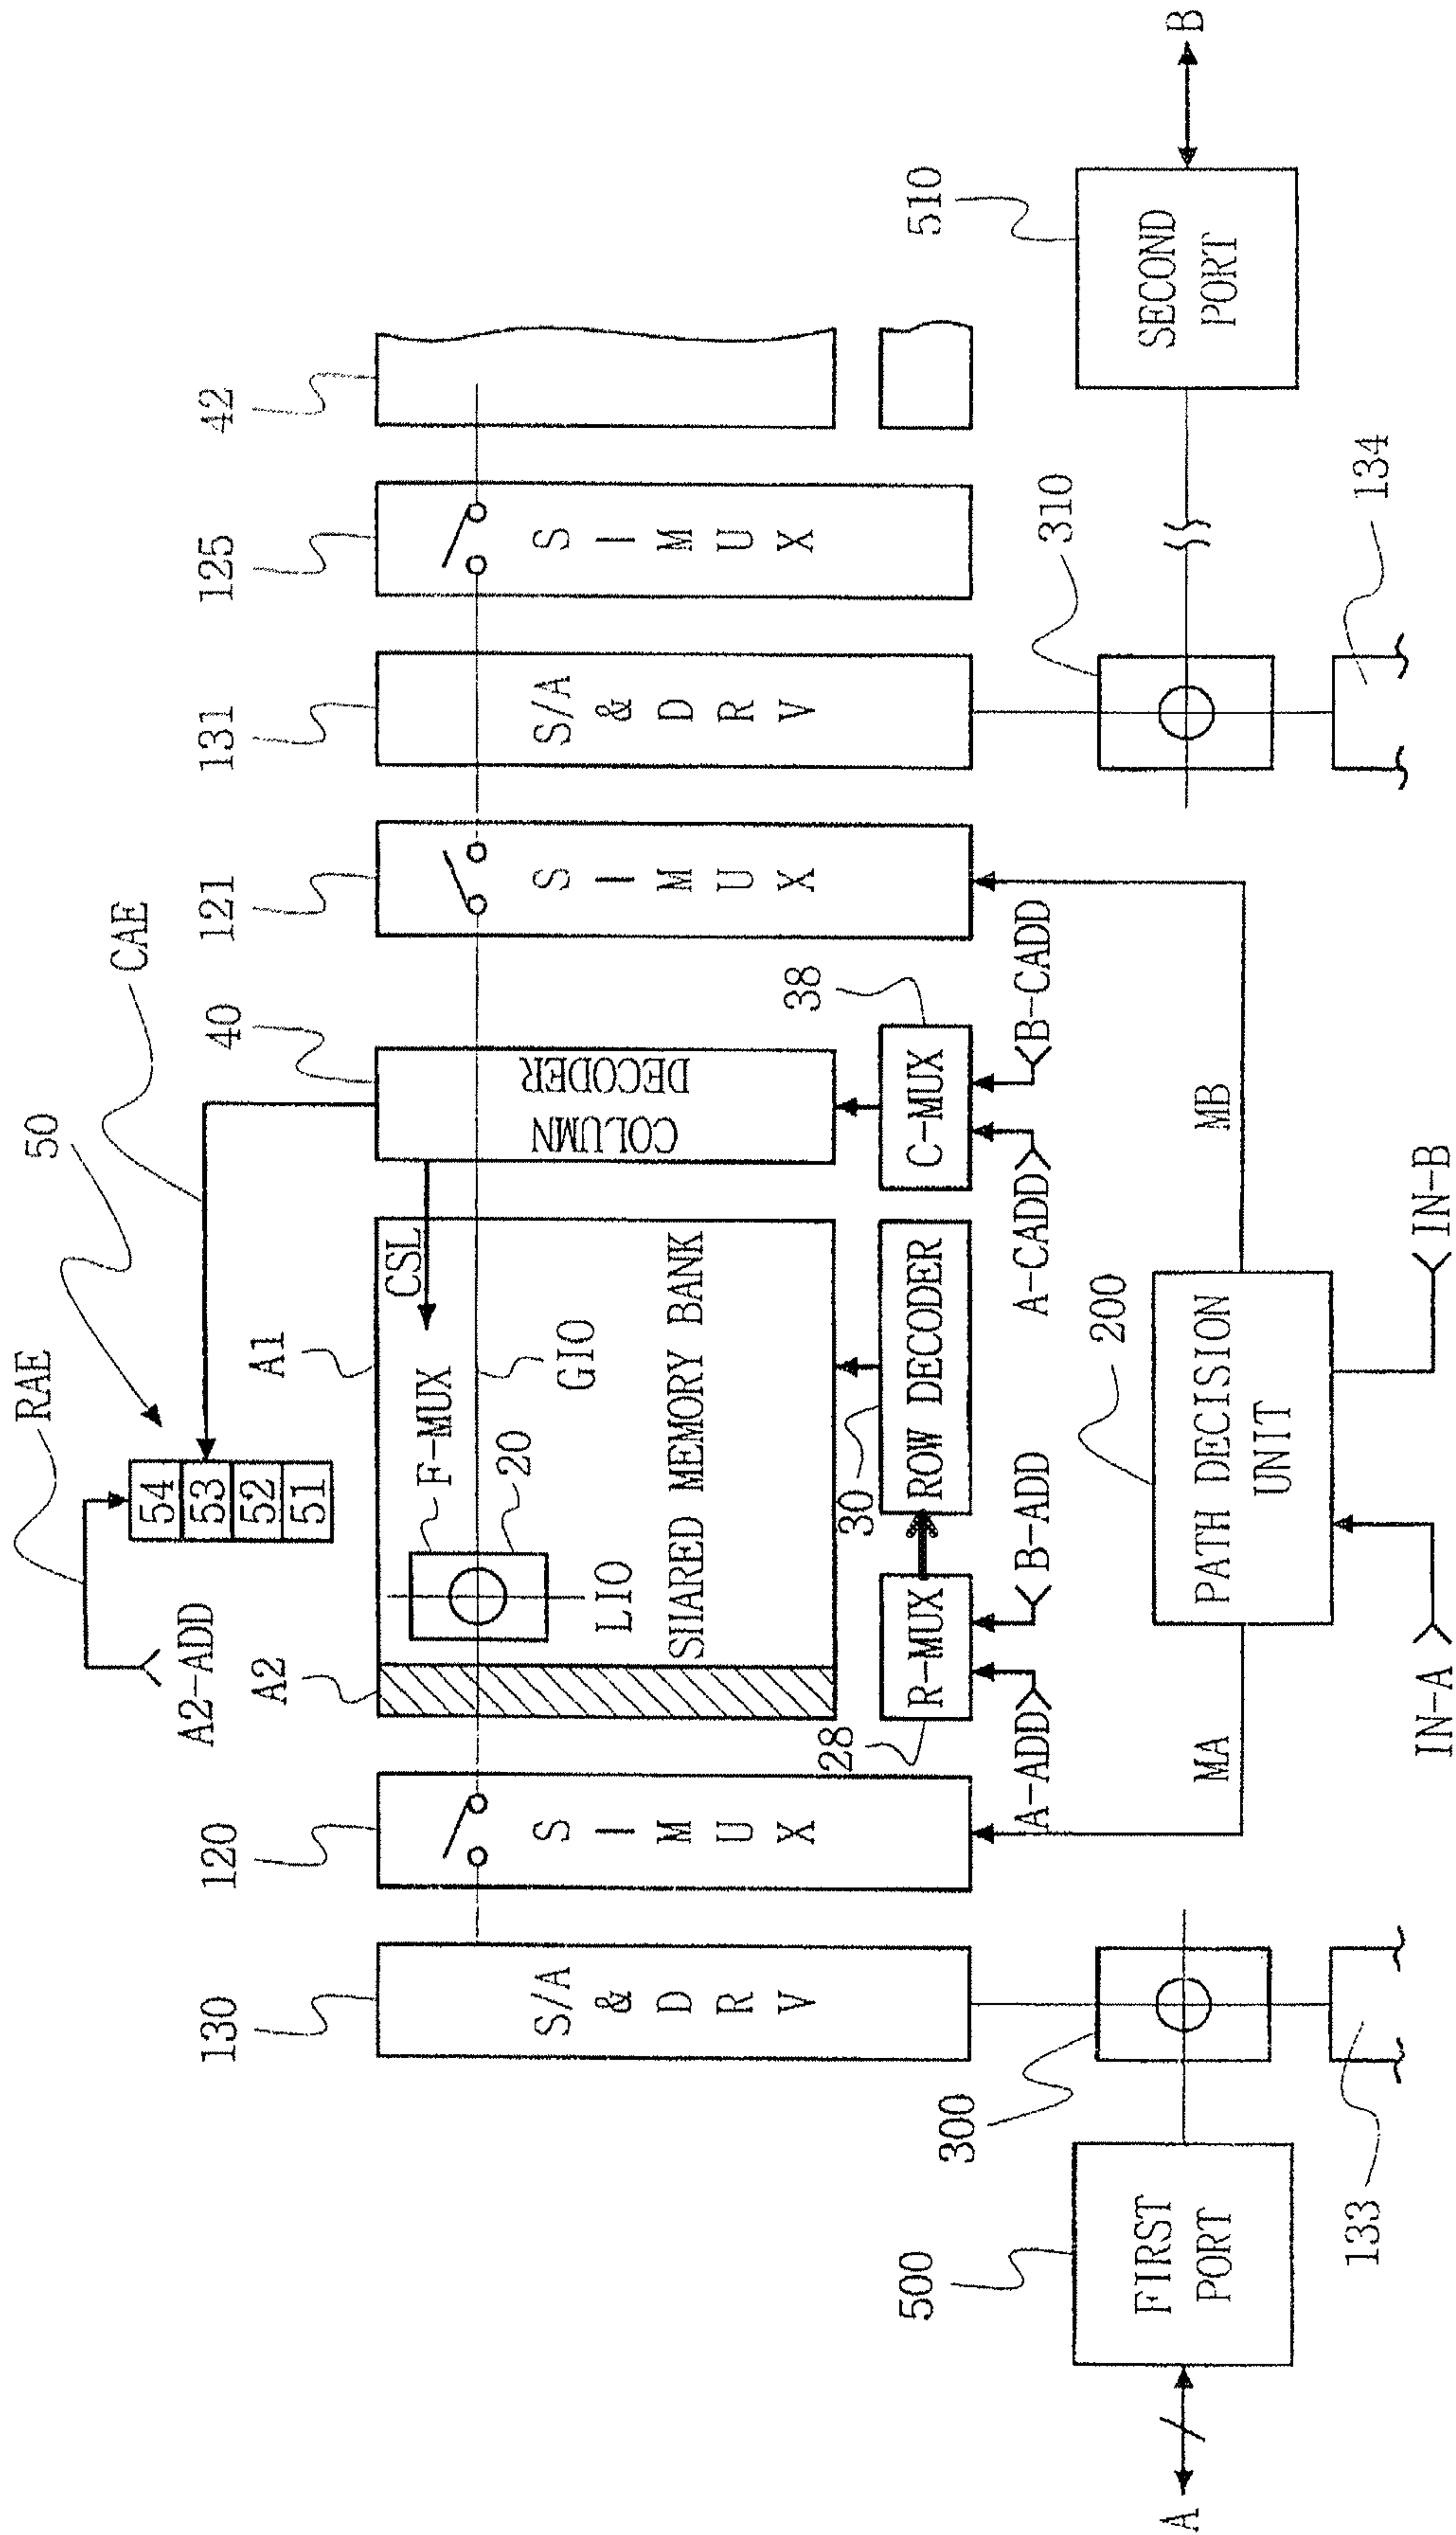 RAE
50
CAE
A2-ADD
54
53
52
51
130
120
A2
A1
40
121
131
125
42
S/A
&
D
R
V
S
I
M
U
X
F-MUX
20
LIO
GIO
CSL
SHARED MEMORY BANK
COLUMN
DECODER
S
I
M
U
X
S/A
&
D
R
V
S
I
M
U
X
28
R-MUX
30
ROW DECODER
C-MUX
38
A-ADD
B-ADD
A-CADD
B-CADD
500
300
MA
200
MB
310
510
A
FIRST
PORT
PATH DECISION
UNIT
SECOND
PORT
B
133
IN-A
IN-B
134